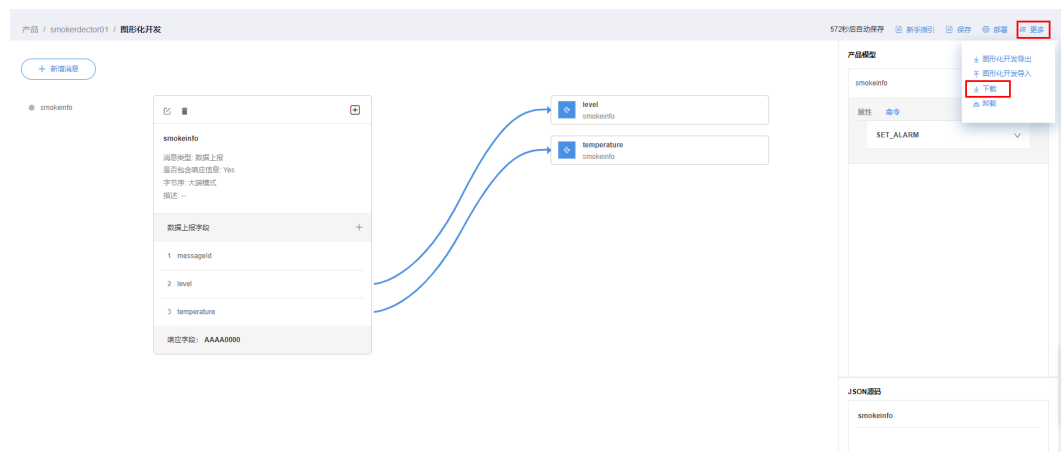 产品 / smokerdector01 / 图形化开发
572秒后自动保存 新手指引 保存 部署 更多
+ 新增消息
smokeinfo
smokeinfo
消息类型: 数据上报
是否包含响应信息: Yes
字节序: 大端模式
描述: --
数据上报字段 +
1 messageId
2 level
3 temperature
响应字段: AAAA0000
level
smokeinfo
temperature
smokeinfo
产品模型
smokeinfo
图形化开发导出
图形化开发导入
下载
卸载
属性 命令
SET_ALARM
JSON源码
smokeinfo